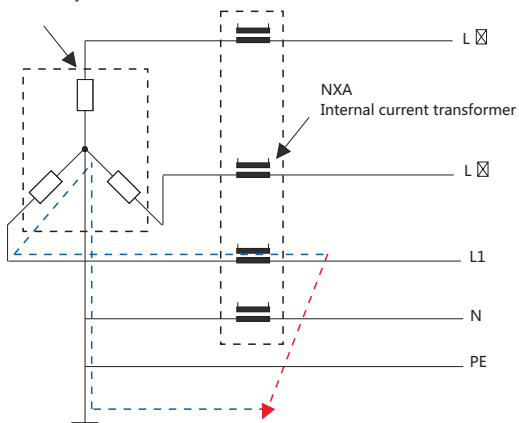 L ☒
NXA
Internal current transformer
L ☒
L1
N
PE